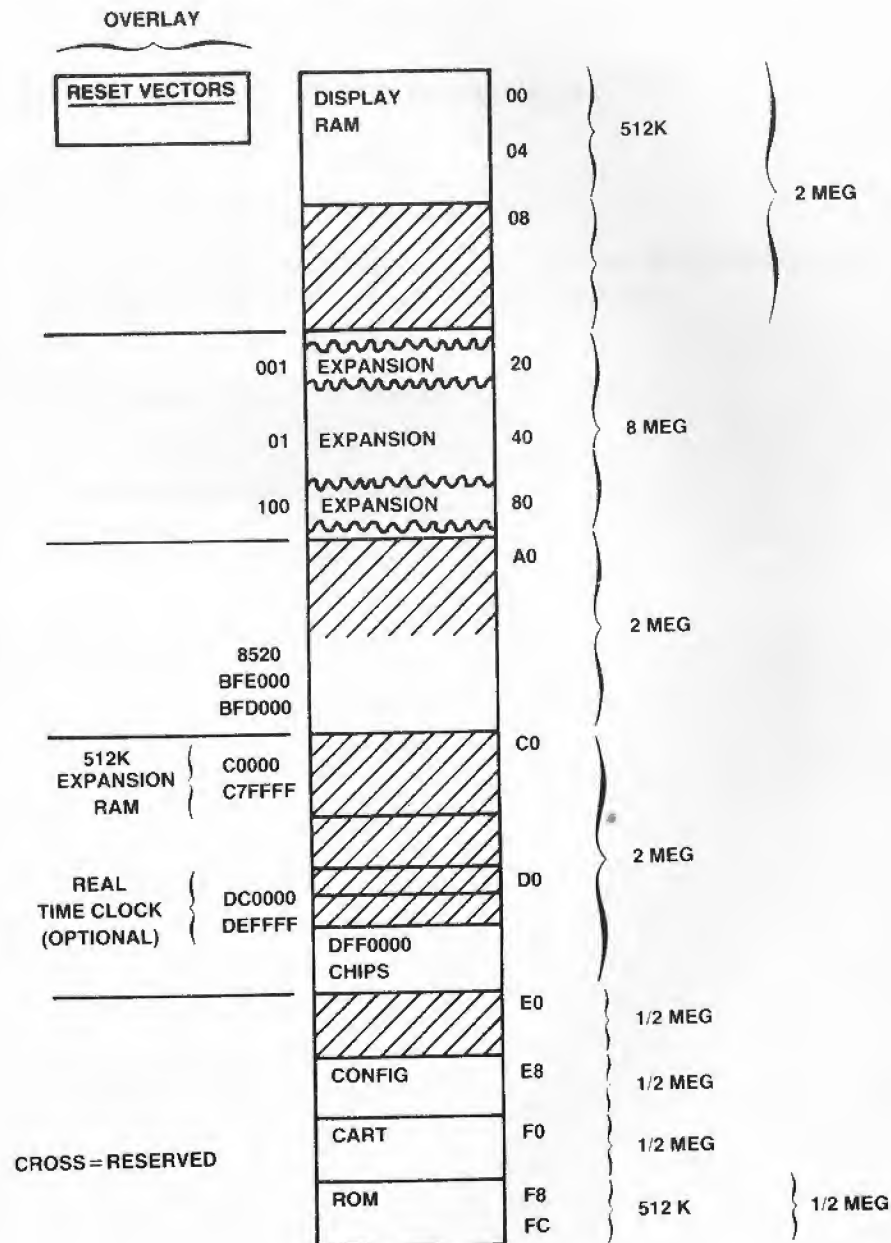 OVERLAY
RESET VECTORS
DISPLAY
RAM
00
04
512K
2 MEG
08
001
EXPANSION
20
01
EXPANSION
40
8 MEG
100
EXPANSION
80
A0
2 MEG
8520
BFE000
BFD000
C0
512K
EXPANSION
RAM
C0000
C7FFFF
2 MEG
D0
REAL
TIME CLOCK
(OPTIONAL)
DC0000
DEFFFF
DFF0000
CHIPS
E0
1/2 MEG
CONFIG
E8
1/2 MEG
CART
F0
1/2 MEG
CROSS=RESERVED
ROM
F8
FC
512 K
1/2 MEG